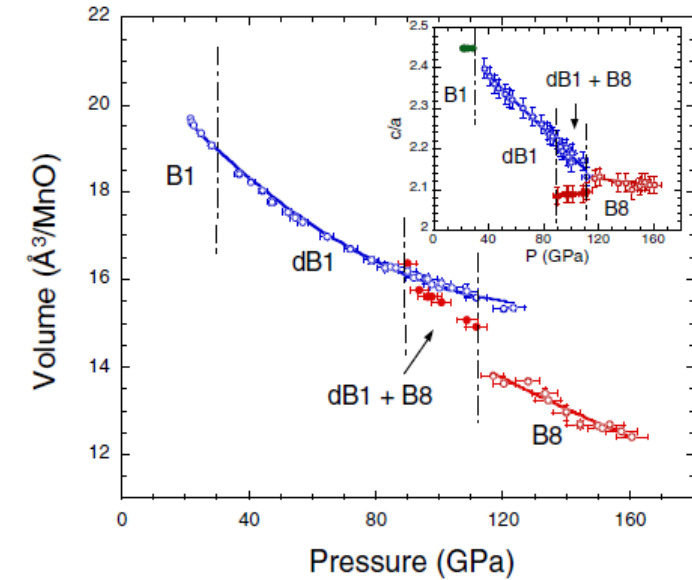 22
20
18
16
14
12
Volume (Å³/MnO)
0
40
80
120
160
Pressure (GPa)
B1
dB1
dB1 + B8
B8
2.5
2.4
2.3
2.2
2.1
2
c/a
0
40
80
120
160
P (GPa)
B1
dB1
dB1 + B8
B8